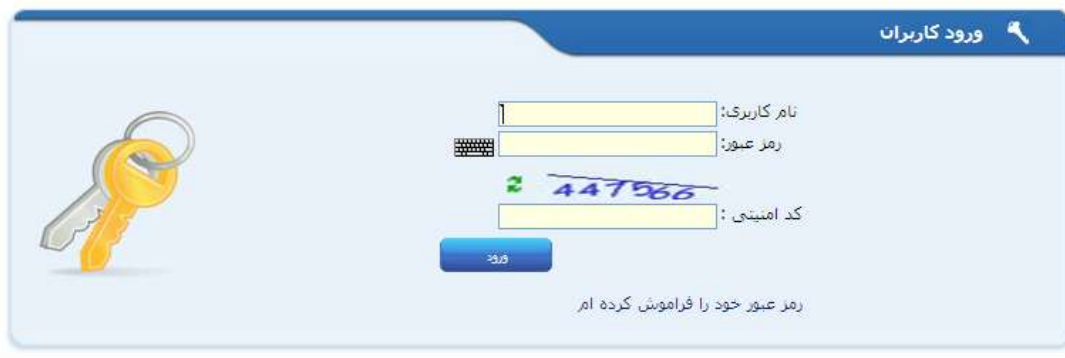 ورود کاربران
نام کاربری:
رمز عبور:
447566
کد امنیتی :
ورود
رمز عبور خود را فراموش کرده ام